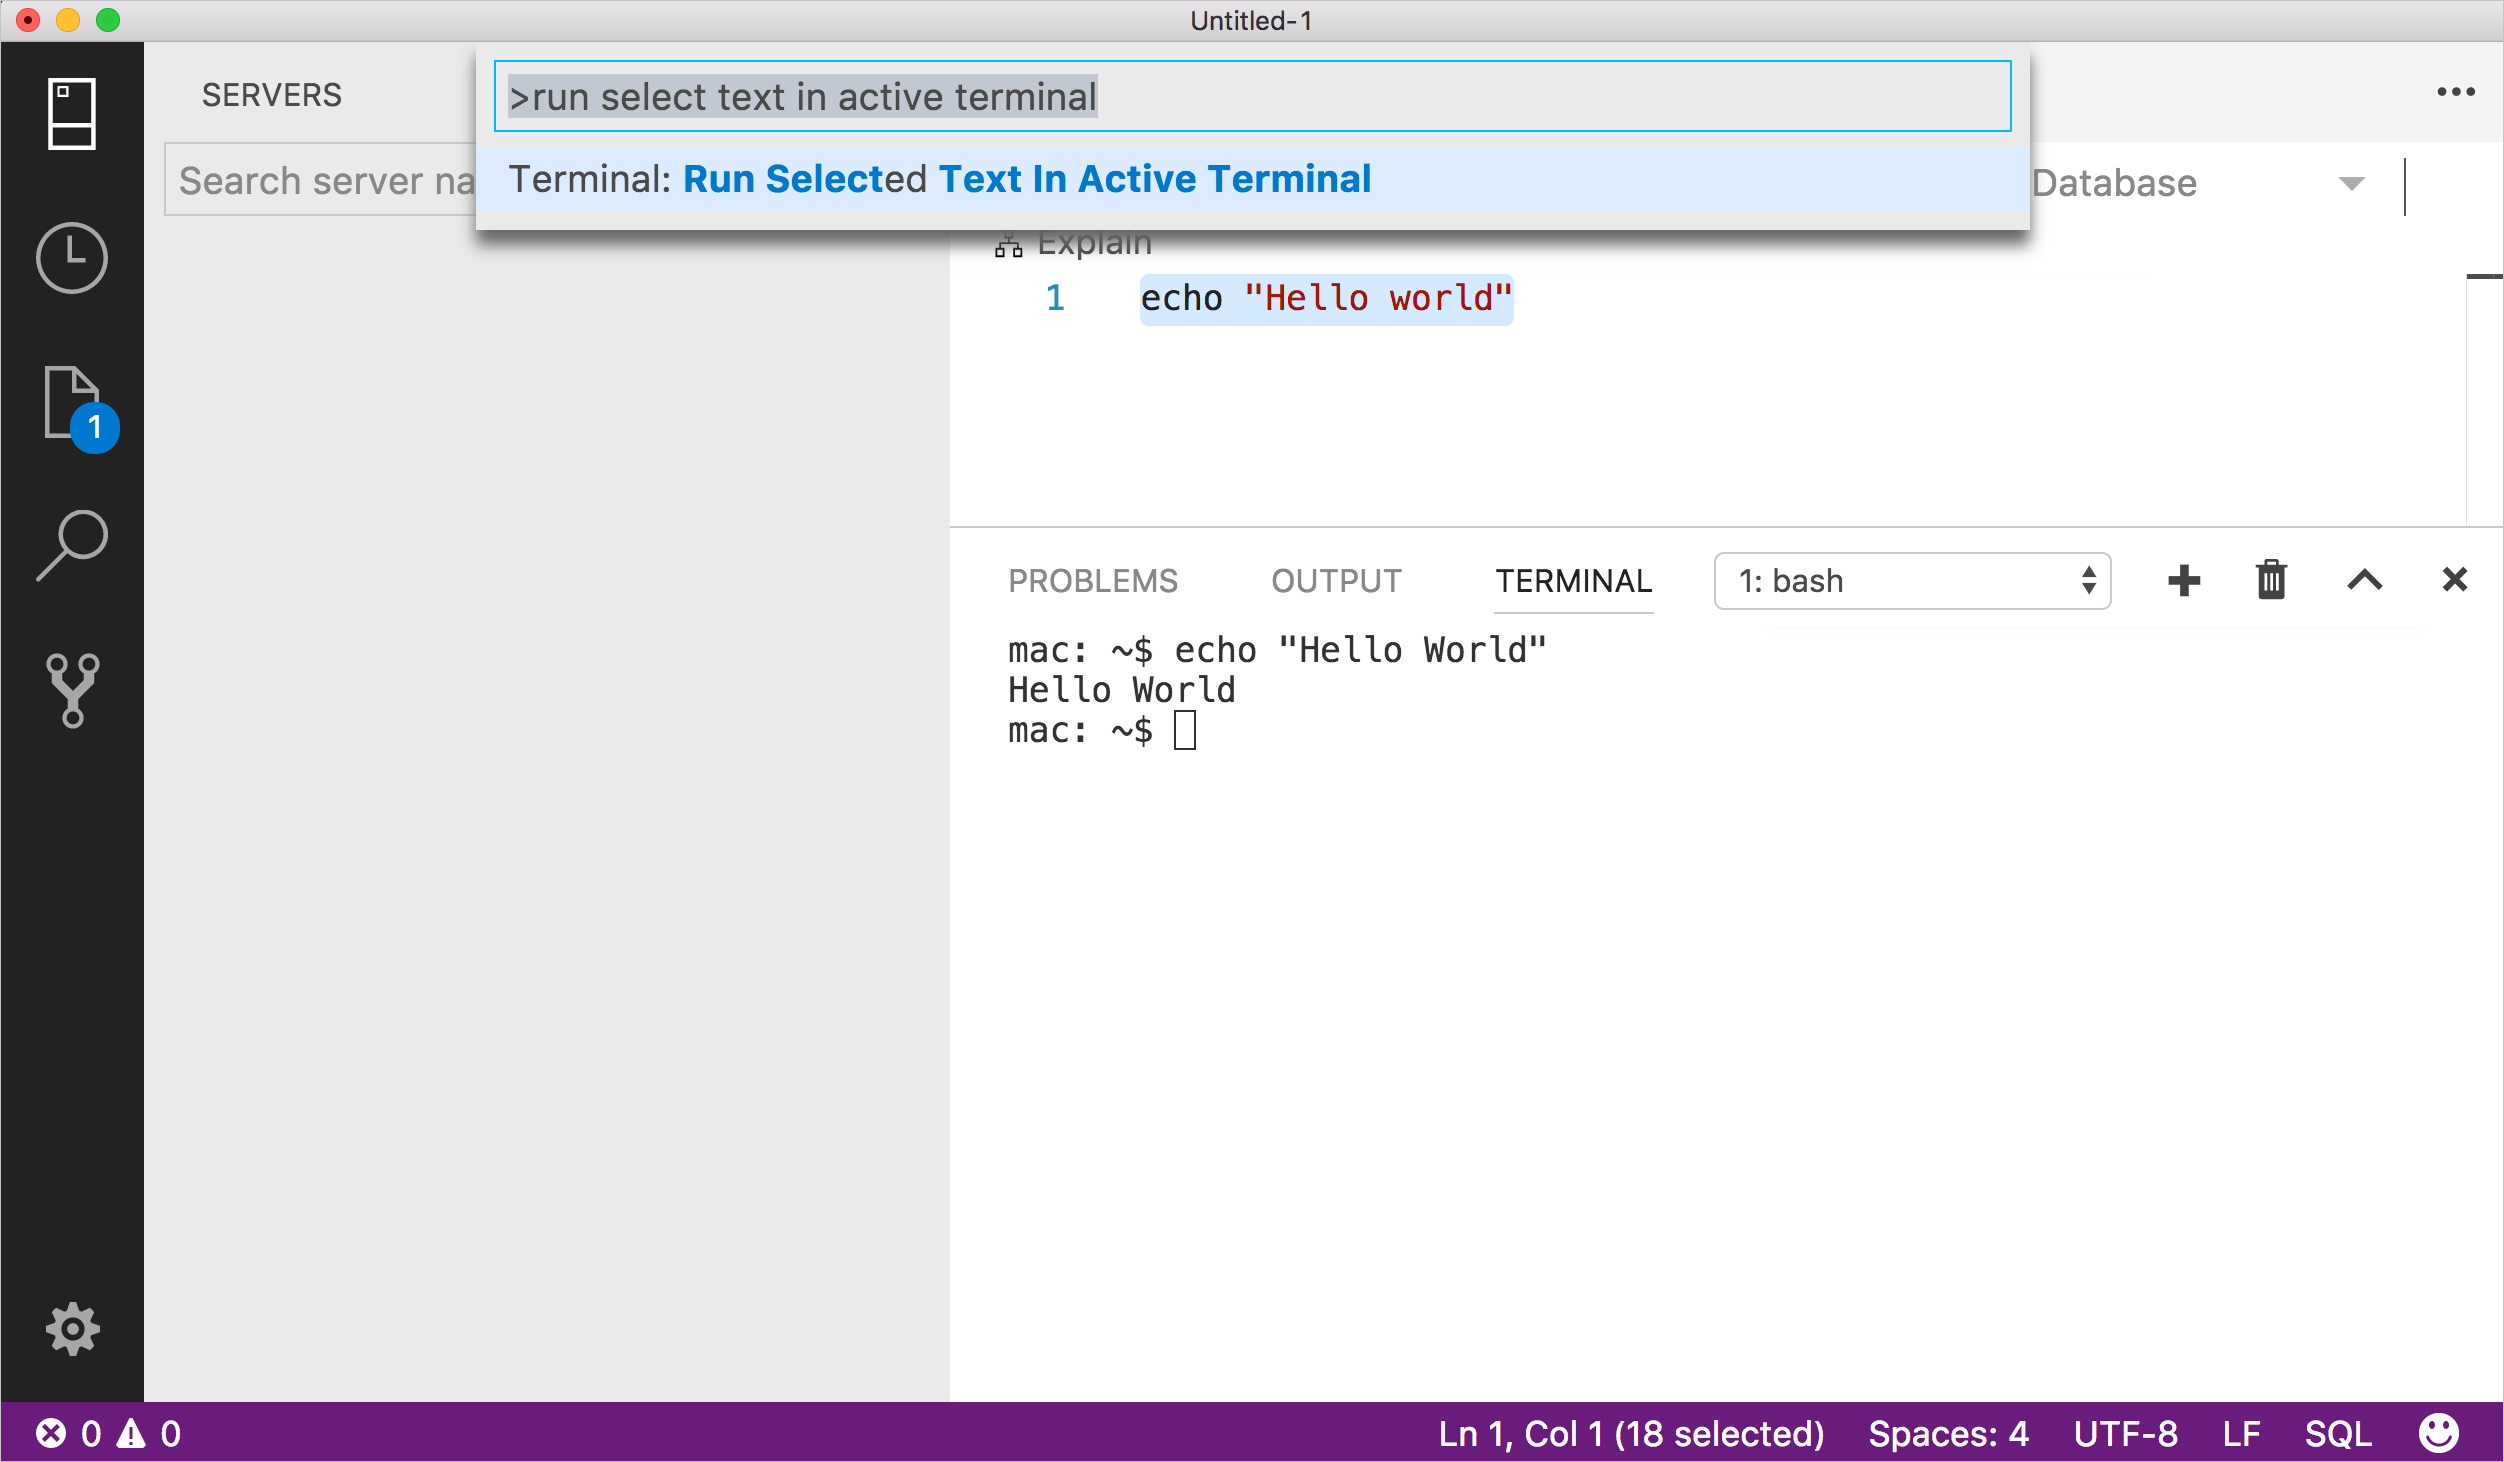 Untitled-1
SERVERS
>run select text in active terminal
Search server na
Terminal: Run Selected Text In Active Terminal
Database
Explain
1 echo "Hello world"
1
PROBLEMS OUTPUT TERMINAL 1: bash
mac: ~$ echo "Hello World"
Hello World
mac: ~$
0 0 Ln 1, Col 1 (18 selected) Spaces: 4 UTF-8 LF SQL